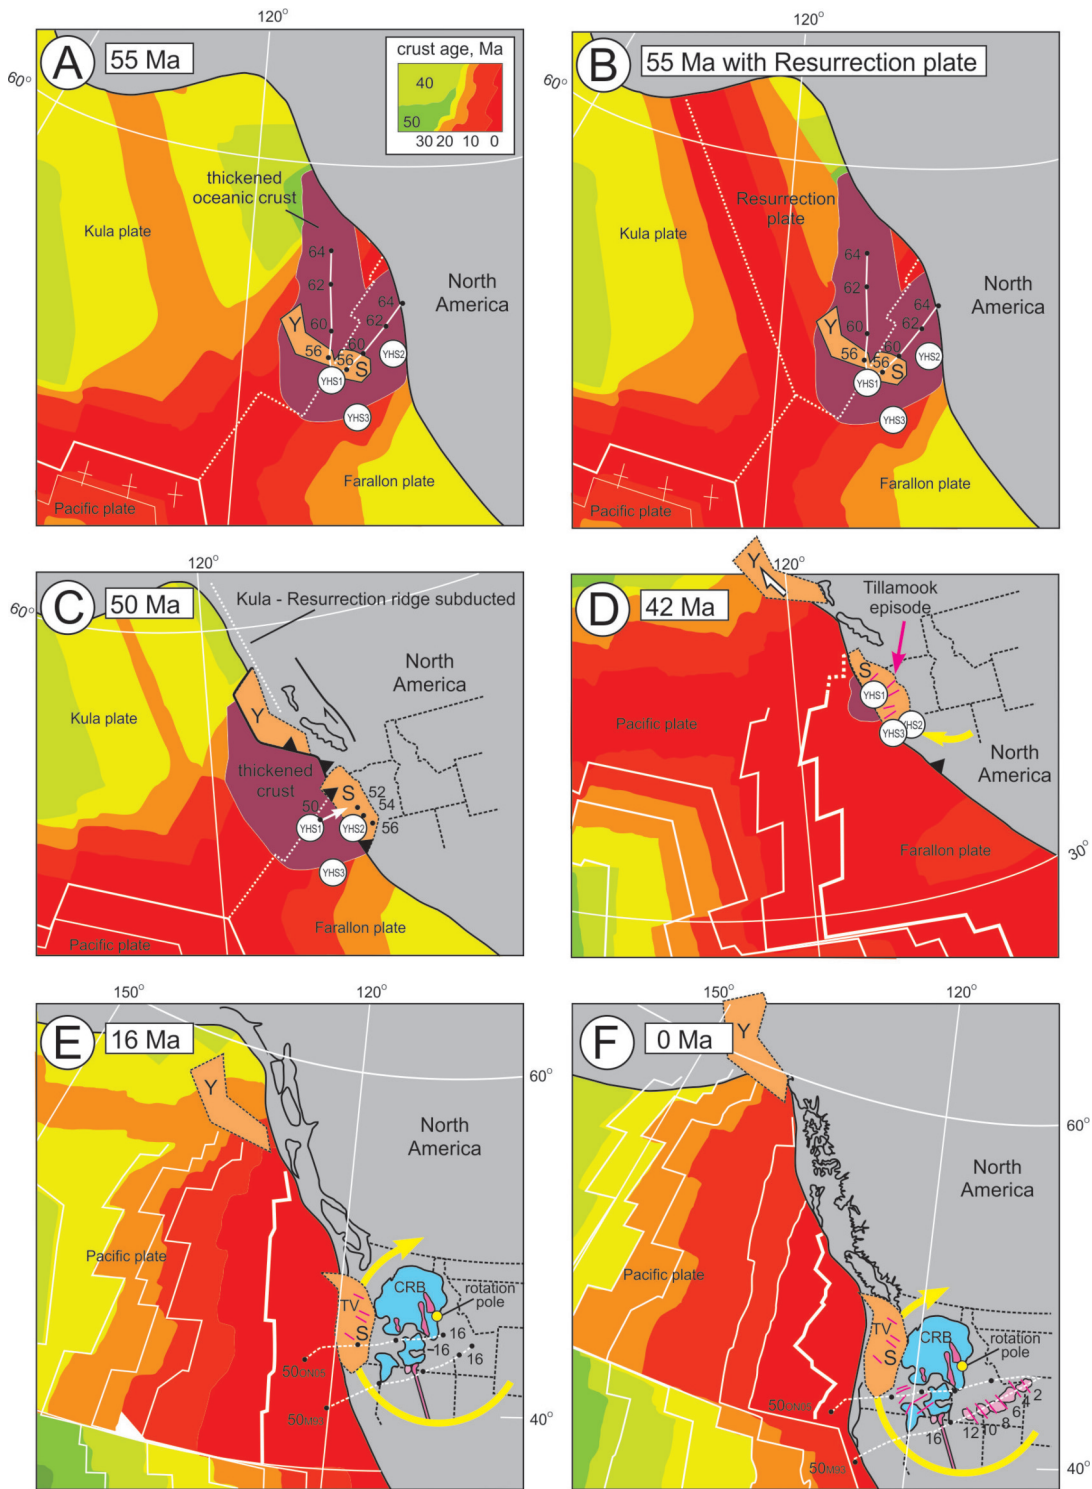 120°
A
55 Ma
crust age, Ma
40
50
30 20 10 0
60°
thickened
oceanic crust
Kula plate
North
America
64
62
60
56
64
62
60
56
Y
S
YHS1
YHS2
YHS3
Farallon plate
Pacific plate
120°
B
55 Ma with Resurrection plate
60°
Kula plate
Resurrection
plate
North
America
64
62
60
56
64
62
60
56
Y
S
YHS1
YHS2
YHS3
Farallon plate
Pacific plate
120°
C
50 Ma
60°
Kula - Resurrection ridge subducted
North
America
Kula plate
Y
thickened
crust
S
50
52
54
56
YHS1
YHS2
YHS3
Farallon plate
Pacific plate
120°
D
42 Ma
Y
Tillamook
episode
S
YHS1
YHS2
YHS3
Pacific plate
North
America
Farallon plate
30°
150°
120°
E
16 Ma
60°
Y
North
America
Pacific plate
CRB
TV
S
rotation
pole
16
16
50
50
40°
150°
120°
F
0 Ma
Y
60°
North
America
Pacific plate
TV
CRB
S
rotation
pole
50
2
4
6
8
10
12
16
50
40°